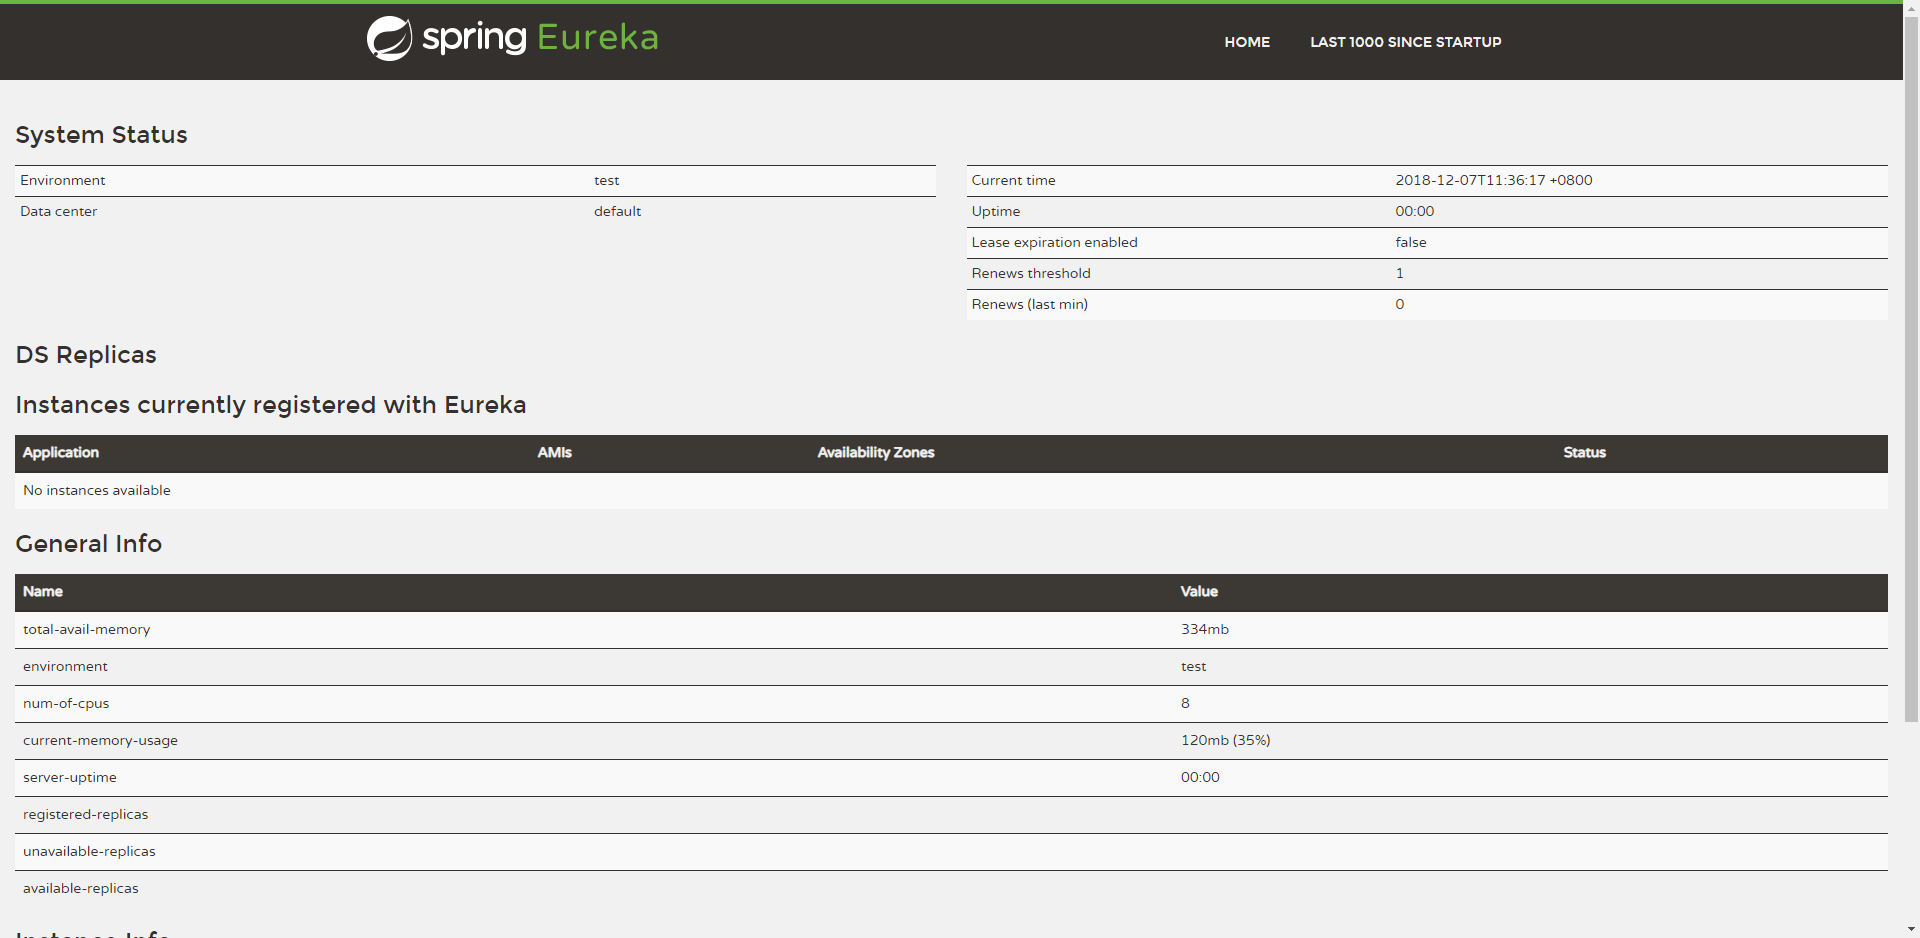 spring Eureka
HOME LAST 1000 SINCE STARTUP
System Status
Environment test
Data center default
Current time 2018-12-07T11:36:17 +0800
Uptime 00:00
Lease expiration enabled false
Renews threshold 1
Renews (last min) 0
DS Replicas
Instances currently registered with Eureka
Application AMIs Availability Zones Status
No instances available
General Info
Name Value
total-avail-memory 334mb
environment test
num-of-cpus 8
current-memory-usage 120mb (35%)
server-uptime 00:00
registered-replicas
unavailable-replicas
available-replicas
Instance Info